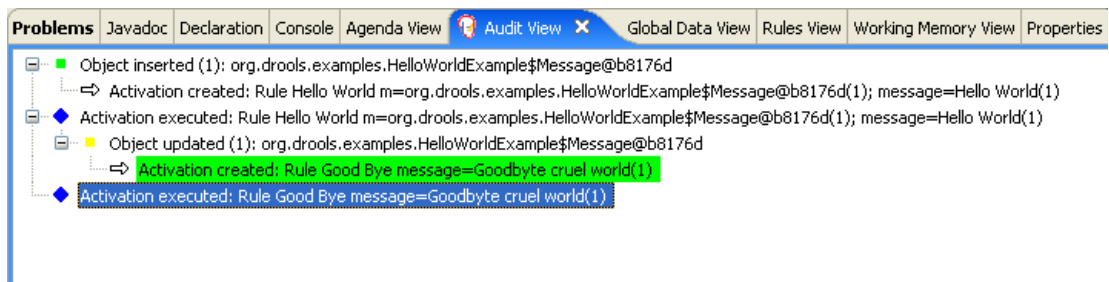 Problems Javadoc Declaration Console Agenda View Audit View Global Data View Rules View Working Memory View Properties
Object inserted (1): org.drools.examples.HelloWorldExample$Message@b8176d
Activation created: Rule Hello World m=org.drools.examples.HelloWorldExample$Message@b8176d(1); message=Hello World(1)
Activation executed: Rule Hello World m=org.drools.examples.HelloWorldExample$Message@b8176d(1); message=Hello World(1)
Object updated (1): org.drools.examples.HelloWorldExample$Message@b8176d
Activation created: Rule Good Bye message=Goodbyte cruel world(1)
Activation executed: Rule Good Bye message=Goodbyte cruel world(1)